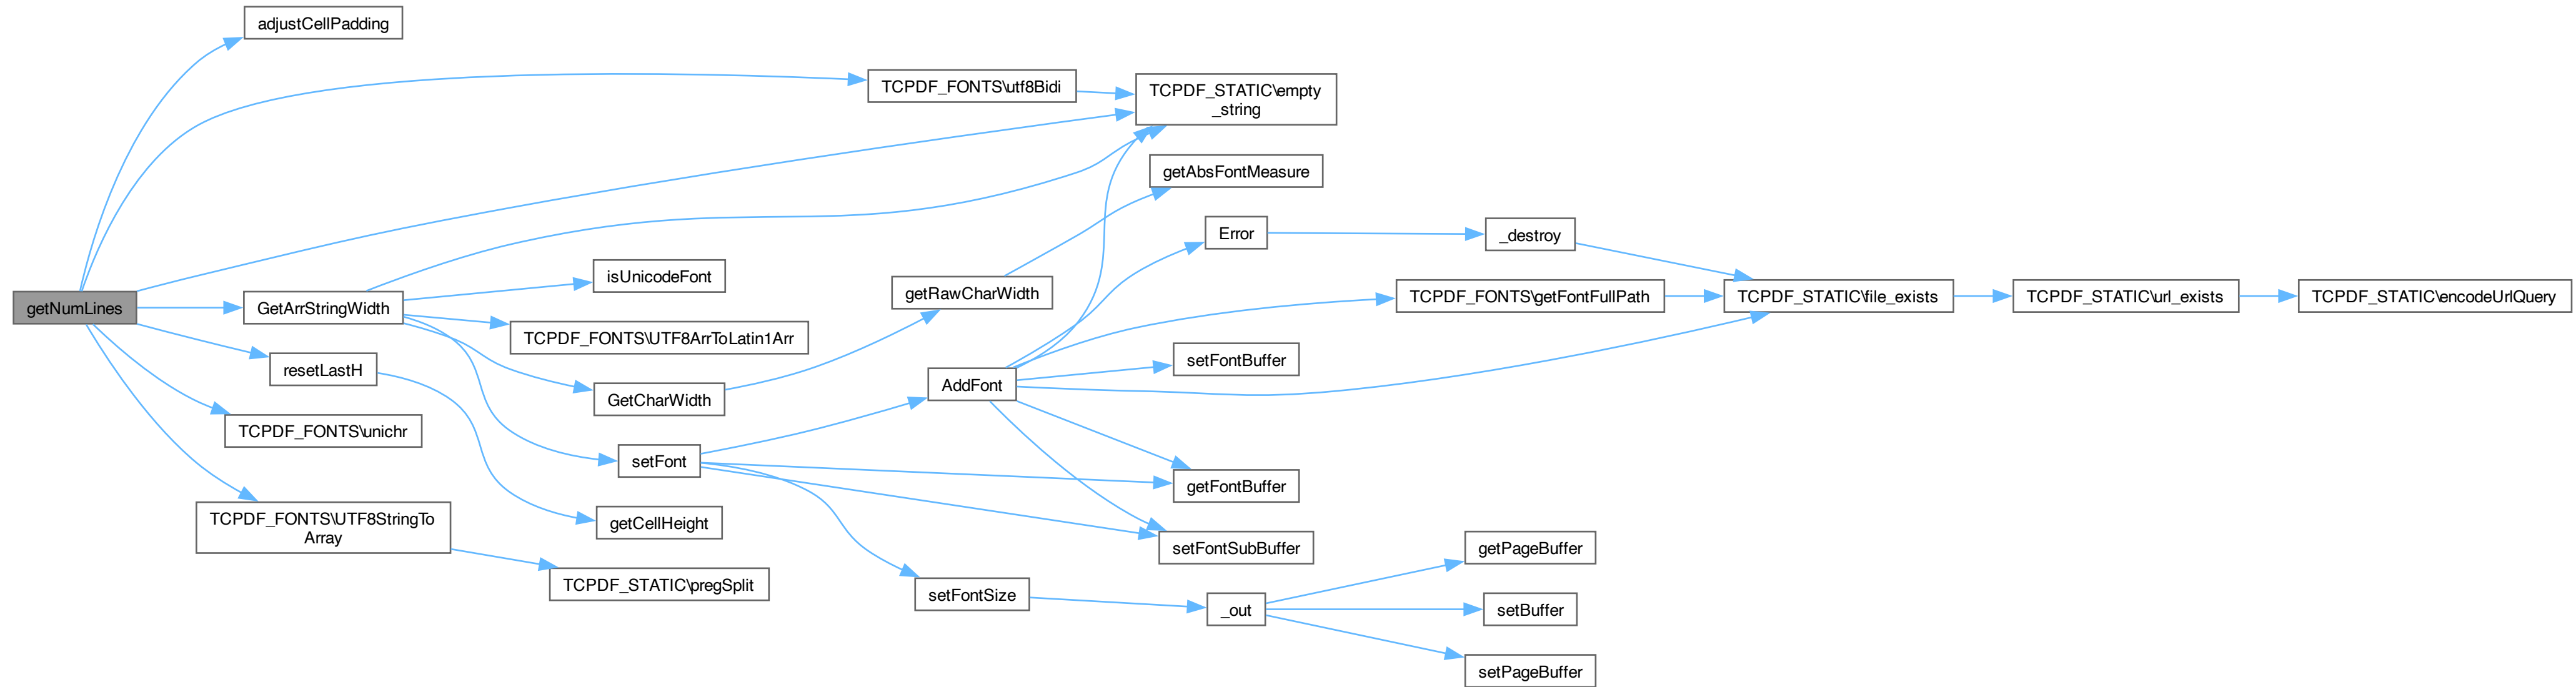 adjustCellPadding
TCPDF_FONTS\utf8Bidi
TCPDF_STATIC\empty
_string
getAbsFontMeasure
Error
_destroy
isUnicodeFont
getRawCharWidth
TCPDF_FONTS\getFontFullPath
TCPDF_STATIC\file_exists
TCPDF_STATIC\url_exists
TCPDF_STATIC\encodeUrlQuery
getNumLines
GetArrStringWidth
TCPDF_FONTS\UTF8ArrToLatin1Arr
setFontBuffer
resetLastH
AddFont
GetCharWidth
TCPDF_FONTS\unichr
setFont
getFontBuffer
TCPDF_FONTS\UTF8StringTo
Array
getCellHeight
setFontSubBuffer
getPageBuffer
TCPDF_STATIC\pregSplit
setFontSize
_out
setBuffer
setPageBuffer